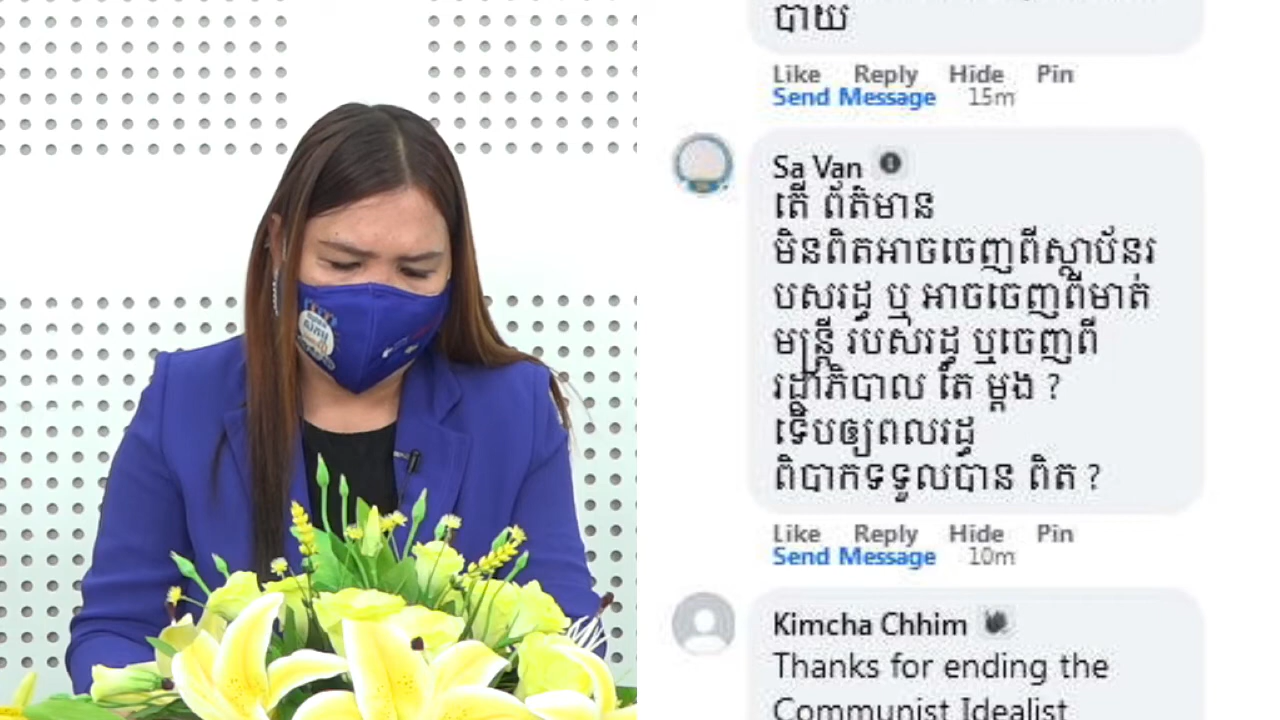 បាយ
Like Reply Hide Pin
Send Message 15m
Sa Van
តើ ព័ត៌មាន
មិនពិតអាចចេញពីស្ថាប័នរ
បសរដ្ឋ ឬ អាចចេញពីមាត់
មន្ត្រី របស់រដ្ឋ ឬចេញពី
រដ្ឋាភិបាល តែ ម្តង ?
ទើបឲ្យពលរដ្ឋ
ពិបាកទទួលបាន ពិត ?
Like Reply Hide Pin
Send Message 10m
Kimcha Chhim
Thanks for ending the
Communist Idealist